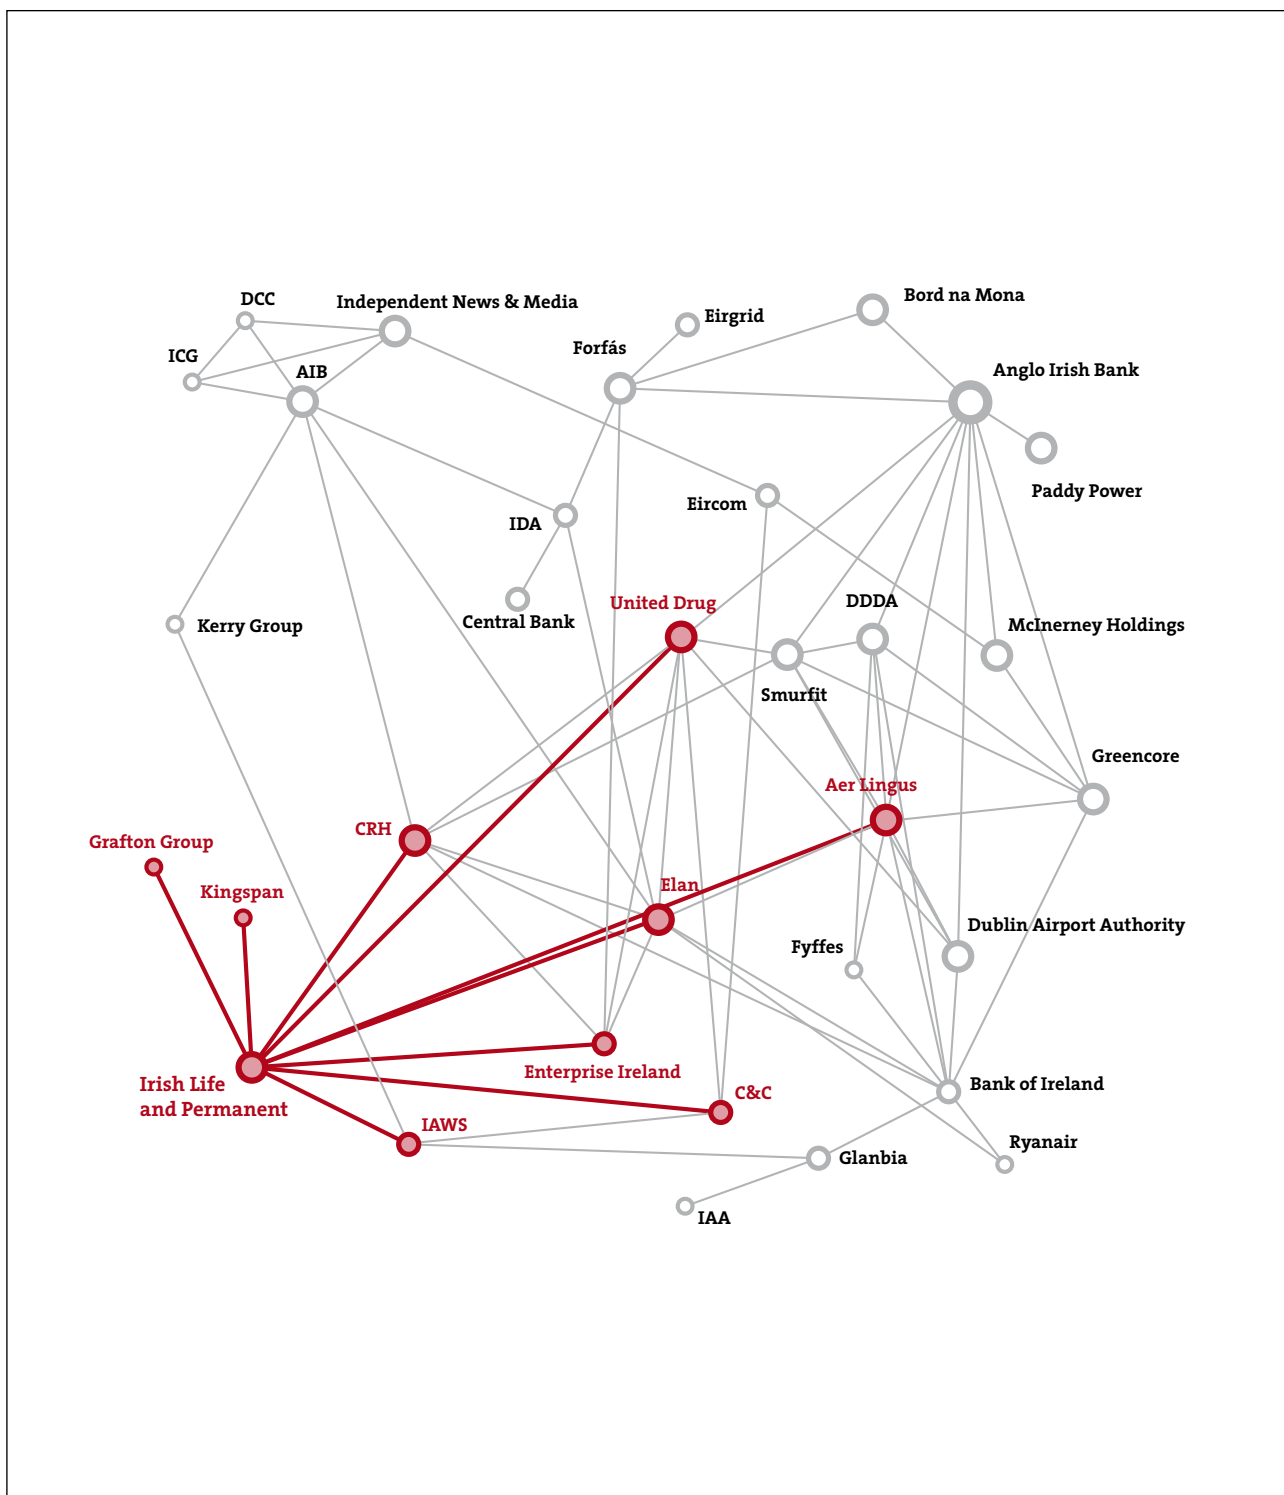 DCC
Independent News & Media
Bord na Mona
Eirgrid
Forfás
ICG
AIB
Anglo Irish Bank
Paddy Power
Eircom
IDA
United Drug
DDDA
Central Bank
Kerry Group
McInerney Holdings
Smurfit
Greencore
Aer Lingus
CRH
Grafton Group
Kingspan
Elan
Dublin Airport Authority
Fyffes
Enterprise Ireland
Irish Life
and Permanent
Bank of Ireland
C&C
IAWS
Ryanair
Glanbia
IAA